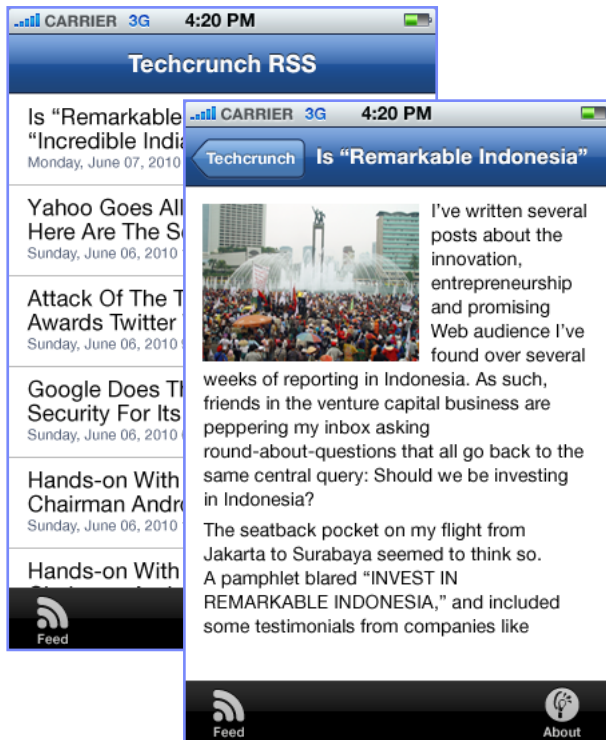 CARRIER 3G 4:20 PM
Techcrunch RSS
Is “Remarkable
“Incredible
Monday, June 07, 2010
Yahoo Goes All
Here Are The
Sunday, June 06, 2010
Attack Of The
Awards Twitter
Sunday, June 06, 2010
Google Does
Security For Its
Sunday, June 06, 2010
Hands-on With
Chairman
Sunday, June 06, 2010
Hands-on With
Feed
CARRIER 3G 4:20 PM
Techcrunch Is “Remarkable Indonesia”
I’ve written several
posts about the
innovation,
entrepreneurship
and promising
Web audience I’ve
found over several
weeks of reporting in Indonesia. As such,
friends in the venture capital business are
peppering my inbox asking
round-about-questions that all go back to the
same central query: Should we be investing
in Indonesia?
The seatback pocket on my flight from
Jakarta to Surabaya seemed to think so.
A pamphlet blared “INVEST IN
REMARKABLE INDONESIA,” and included
some testimonials from companies like
Feed About